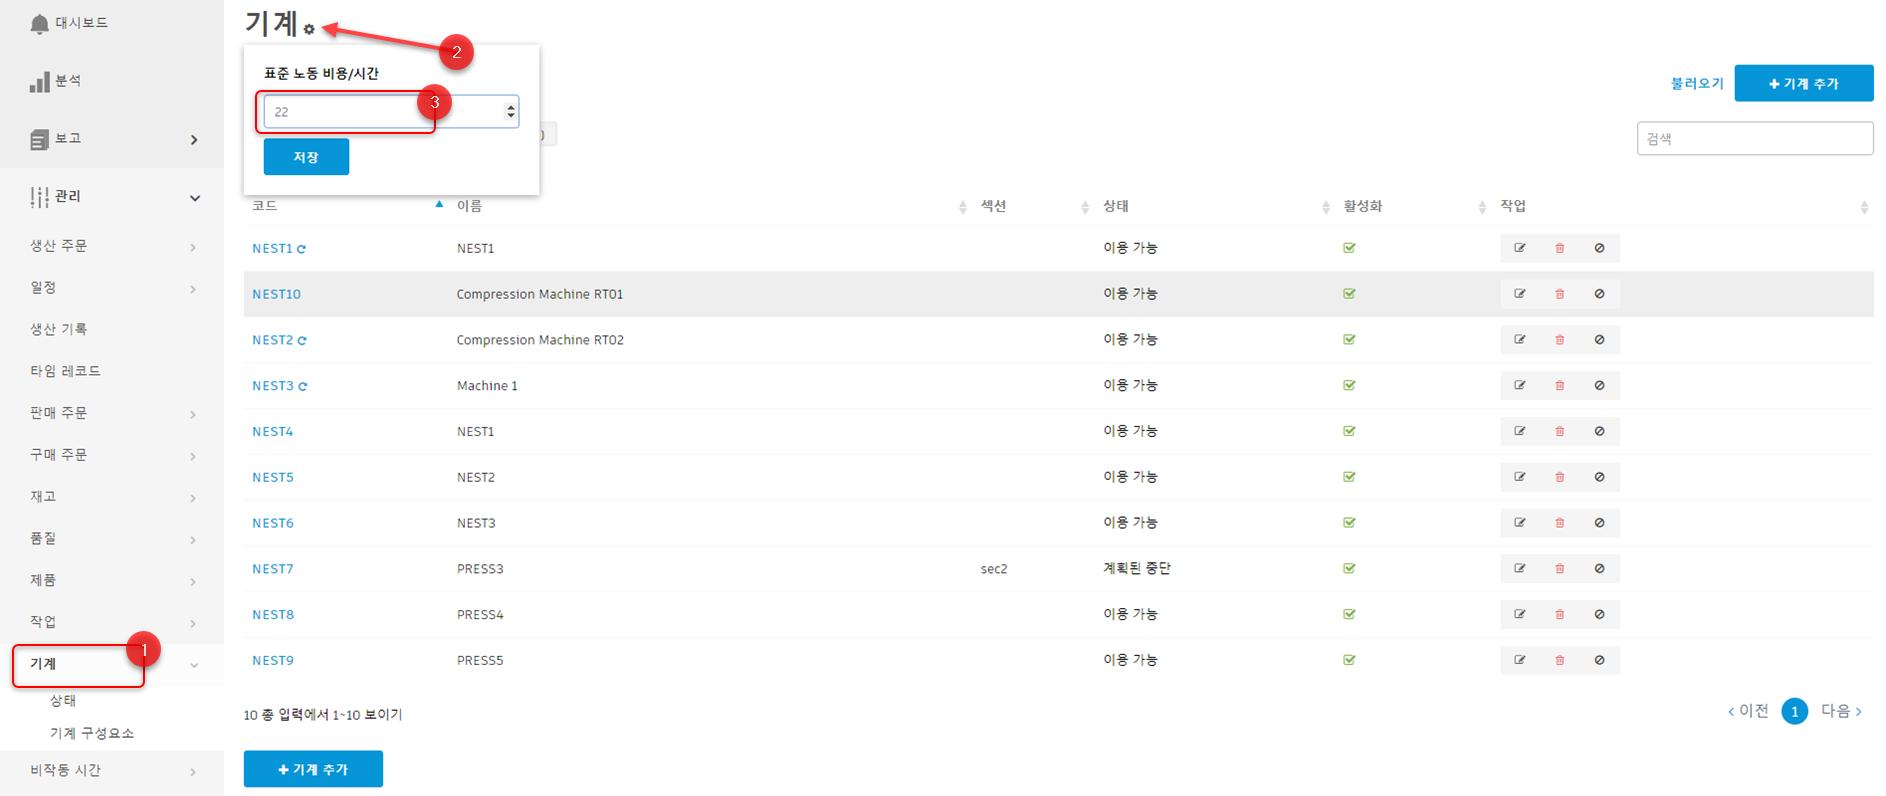 대시보드
분석
보고
관리
생산 주문
일정
생산 기록
타임 레코드
판매 주문
구매 주문
재고
품질
제품
작업
기계
1
상태
기계 구성요소
비작동 시간
기계
2
표준 노동 비용/시간
22
3
저장
)
불러오기
+ 기계 추가
검색
코드 이름 섹션 상태 활성화 작업
NEST1 NEST1 이용 가능
NEST10 Compression Machine RT01 이용 가능
NEST2 Compression Machine RT02 이용 가능
NEST3 Machine 1 이용 가능
NEST4 NEST1 이용 가능
NEST5 NEST2 이용 가능
NEST6 NEST3 이용 가능
NEST7 PRESS3 sec2 계획된 중단
NEST8 PRESS4 이용 가능
NEST9 PRESS5 이용 가능
10 총 입력에서 1~10 보이기
‹ 이전 1 다음 ›
+ 기계 추가